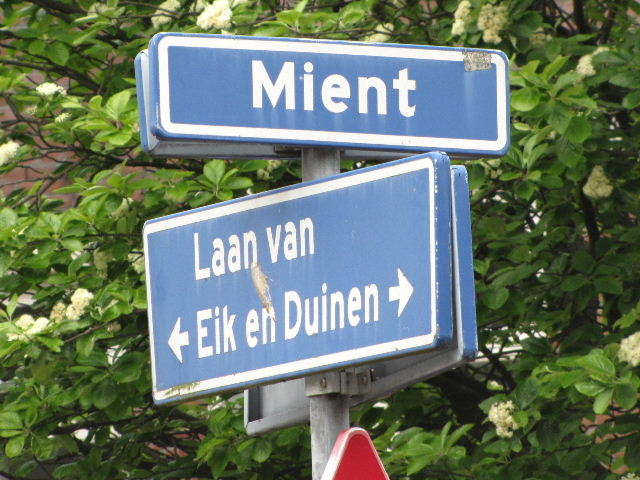 Mient
Laan van
Eik en Duinen